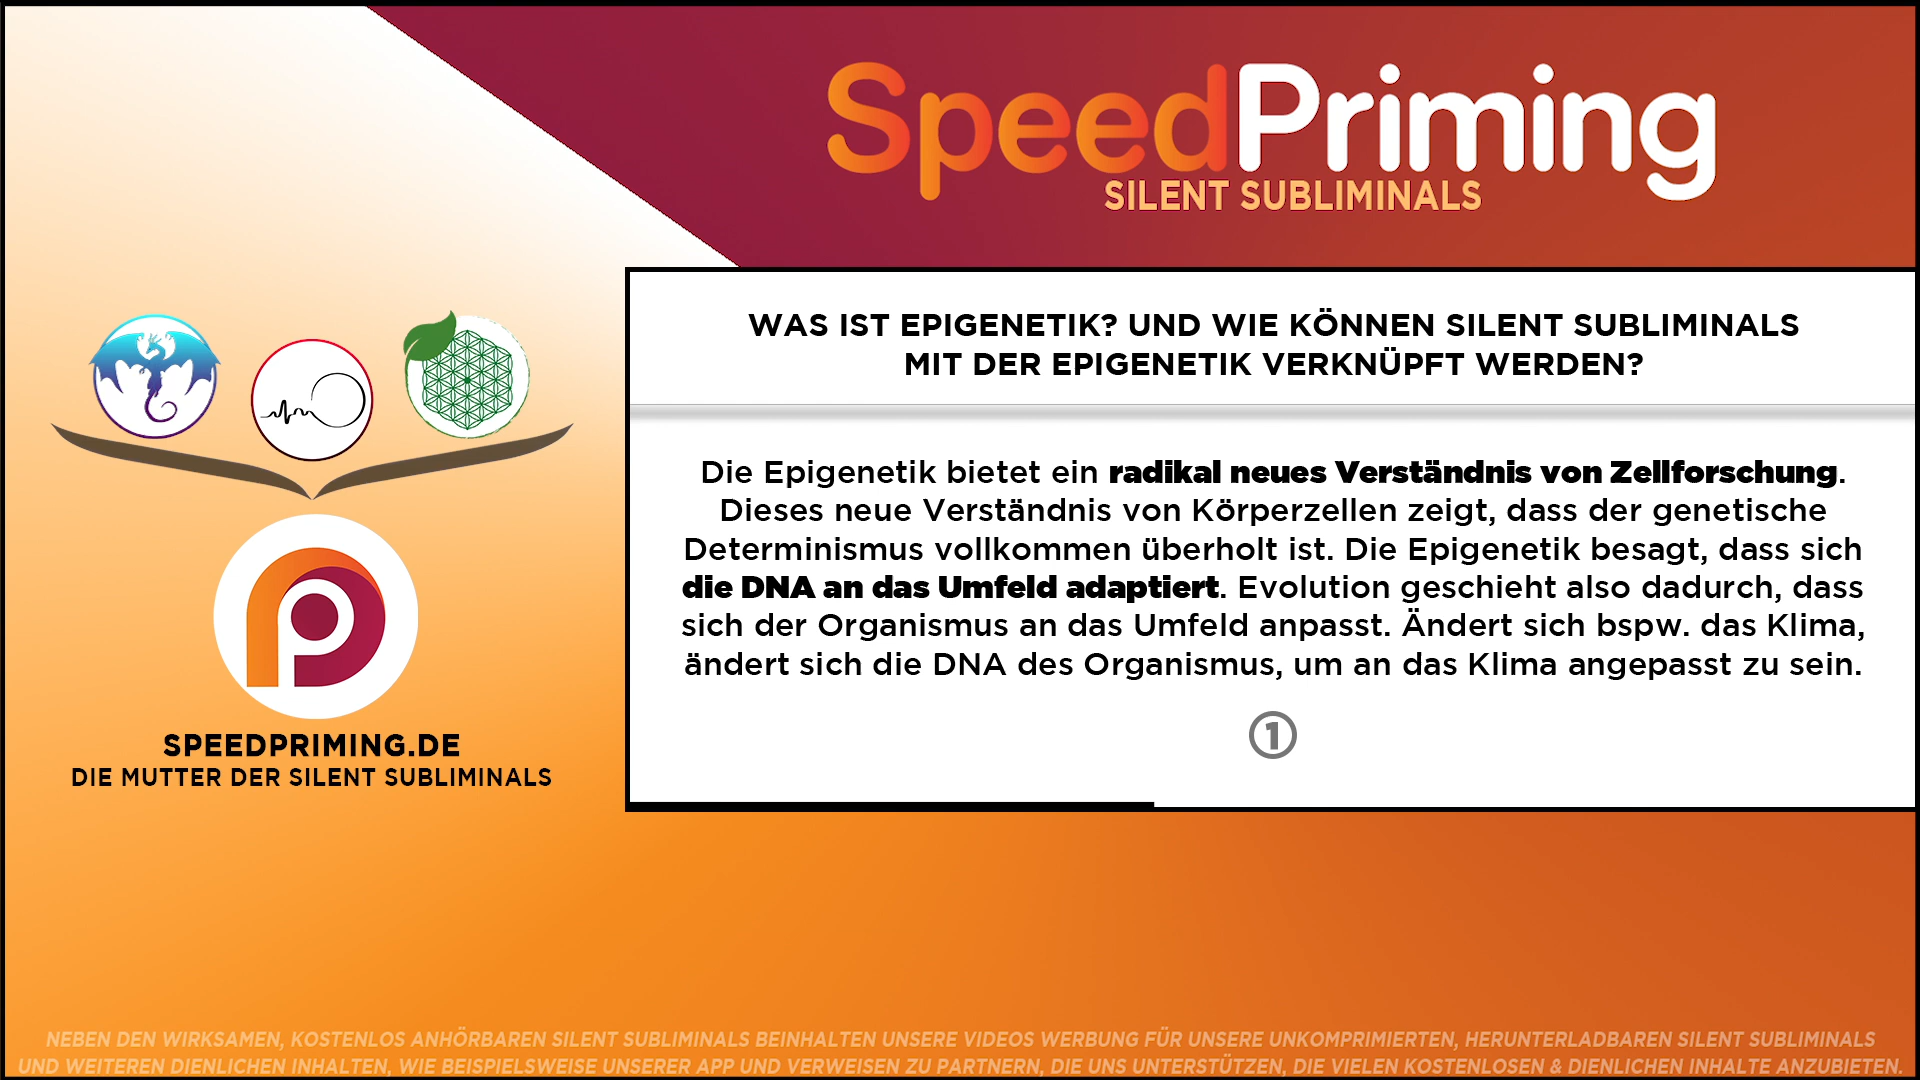 SpeedPriming
SILENT SUBLIMINALS
WAS IST EPIGENETIK? UND WIE KÖNNEN SILENT SUBLIMINALS
MIT DER EPIGENETIK VERKNÜPFT WERDEN?
Die Epigenetik bietet ein radikal neues Verständnis von Zellforschung.
Dieses neue Verständnis von Körperzellen zeigt, dass der genetische
Determinismus vollkommen überholt ist. Die Epigenetik besagt, dass sich
die DNA an das Umfeld adaptiert. Evolution geschieht also dadurch, dass
sich der Organismus an das Umfeld anpasst. Ändert sich bspw. das Klima,
ändert sich die DNA des Organismus, um an das Klima angepasst zu sein.
①
SPEEDPRIMING.DE
DIE MUTTER DER SILENT SUBLIMINALS
NEBEN DEN WIRKSAMEN, KOSTENLOS ANHÖRBAREN SILENT SUBLIMINALS BEINHALTEN UNSERE VIDEOS WERBUNG FÜR UNSERE UNKOMPRIMIERTEN, HERUNTERLADBAREN SILENT SUBLIMINALS
UND WEITEREN DIENLICHEN INHALTEN, WIE BEISPIELSWEISE UNSERER APP UND VERWEISEN ZU PARTNERN, DIE UNS UNTERSTÜTZEN, DIE VIELEN KOSTENLOSEN & DIENLICHEN INHALTE ANZUBIETEN.